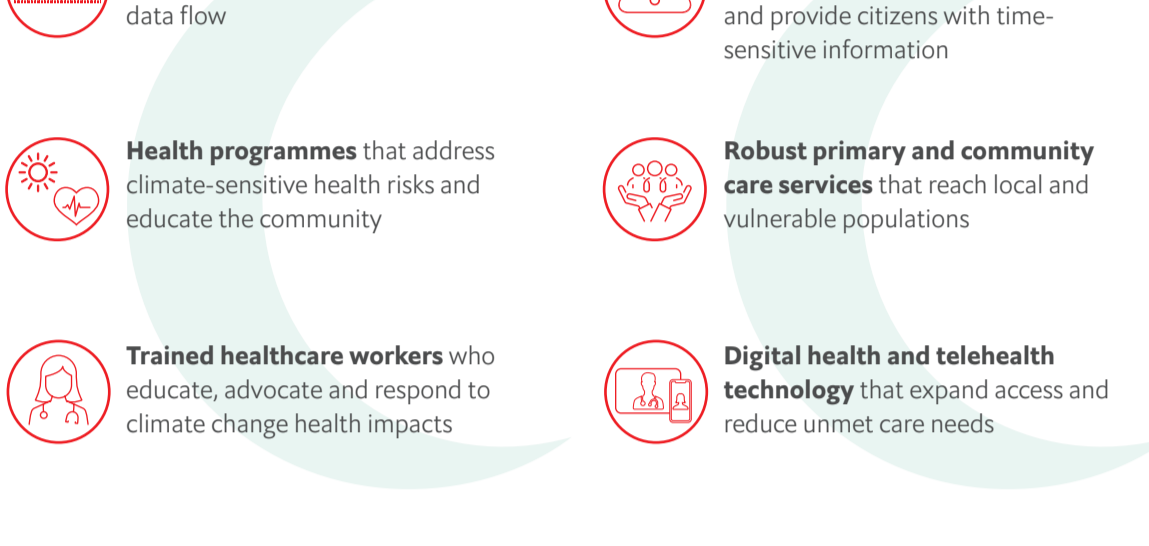 data flow
and provide citizens with time-
sensitive information
Health programmes that address
climate-sensitive health risks and
educate the community
Robust primary and community
care services that reach local and
vulnerable populations
Trained healthcare workers who
educate, advocate and respond to
climate change health impacts
Digital health and telehealth
technology that expand access and
reduce unmet care needs